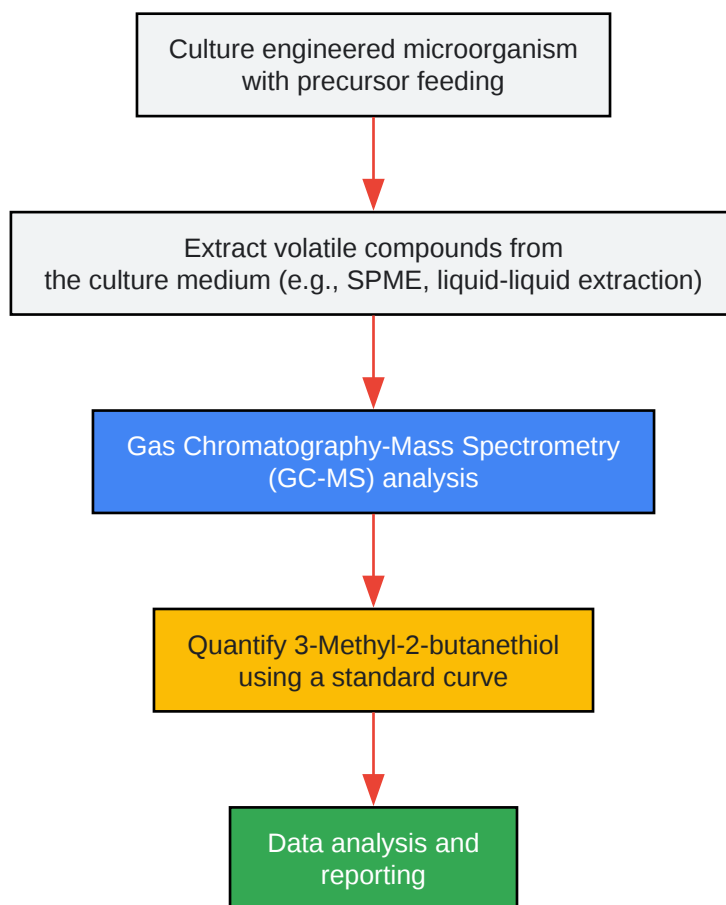 Culture engineered microorganism
with precursor feeding
Extract volatile compounds from
the culture medium (e.g., SPME, liquid-liquid extraction)
Gas Chromatography-Mass Spectrometry
(GC-MS) analysis
Quantify 3-Methyl-2-butanethiol
using a standard curve
Data analysis and
reporting